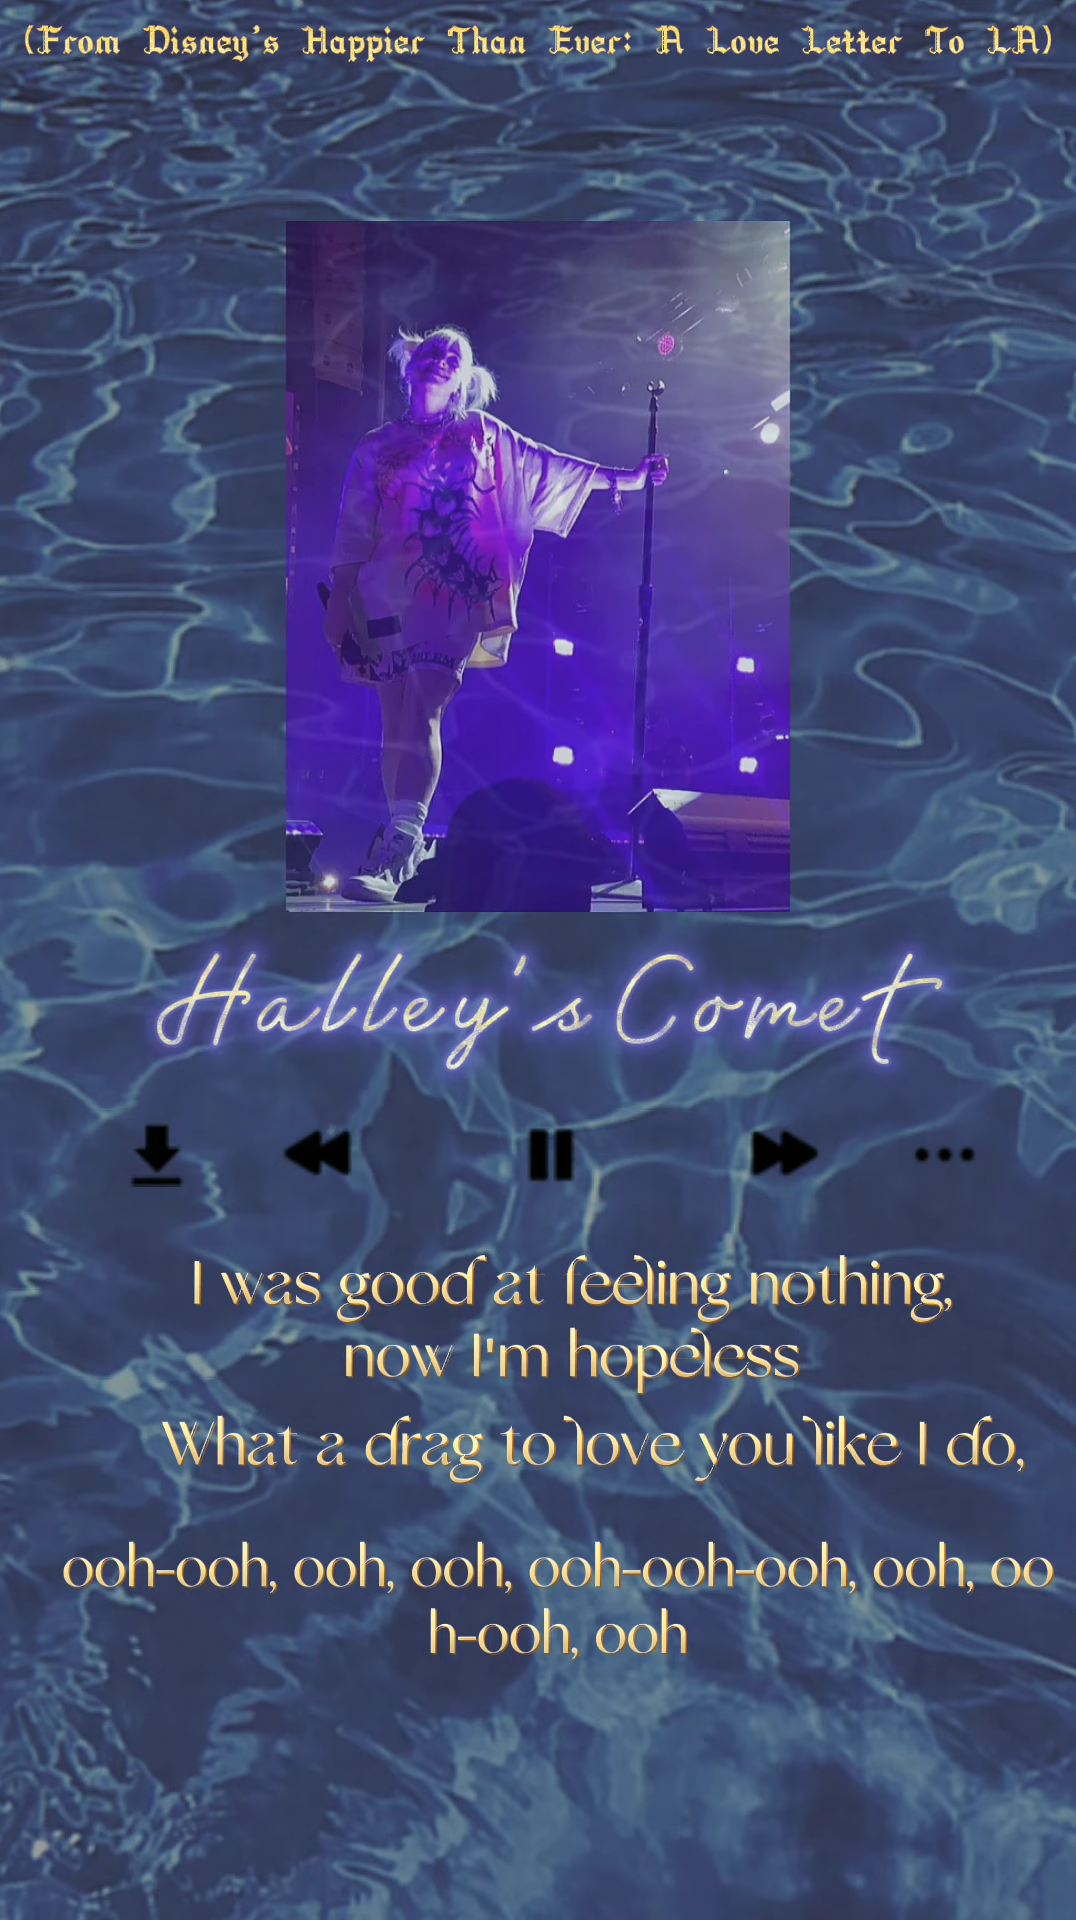 (From Disney's Happier Than Ever: A Love Letter To LA)
Halley's Comet
I was good at feeling nothing,
now I'm hopeless
What a drag to love you like I do,
ooh-ooh, ooh, ooh, ooh-ooh-ooh, ooh, oo
h-ooh, ooh